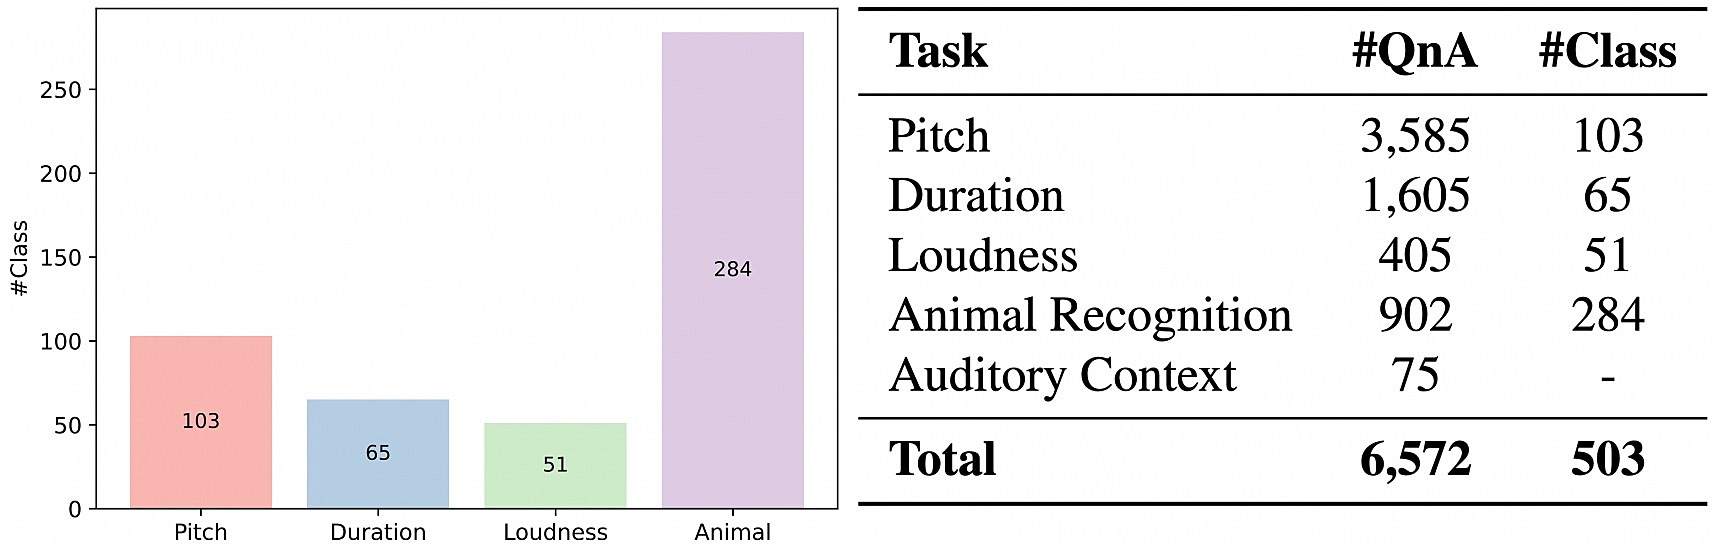 #Class
250
200
150
100
50
0
103
65
51
284
Pitch Duration Loudness Animal
Task #QnA #Class
Pitch 3,585 103
Duration 1,605 65
Loudness 405 51
Animal Recognition 902 284
Auditory Context 75 -
Total 6,572 503